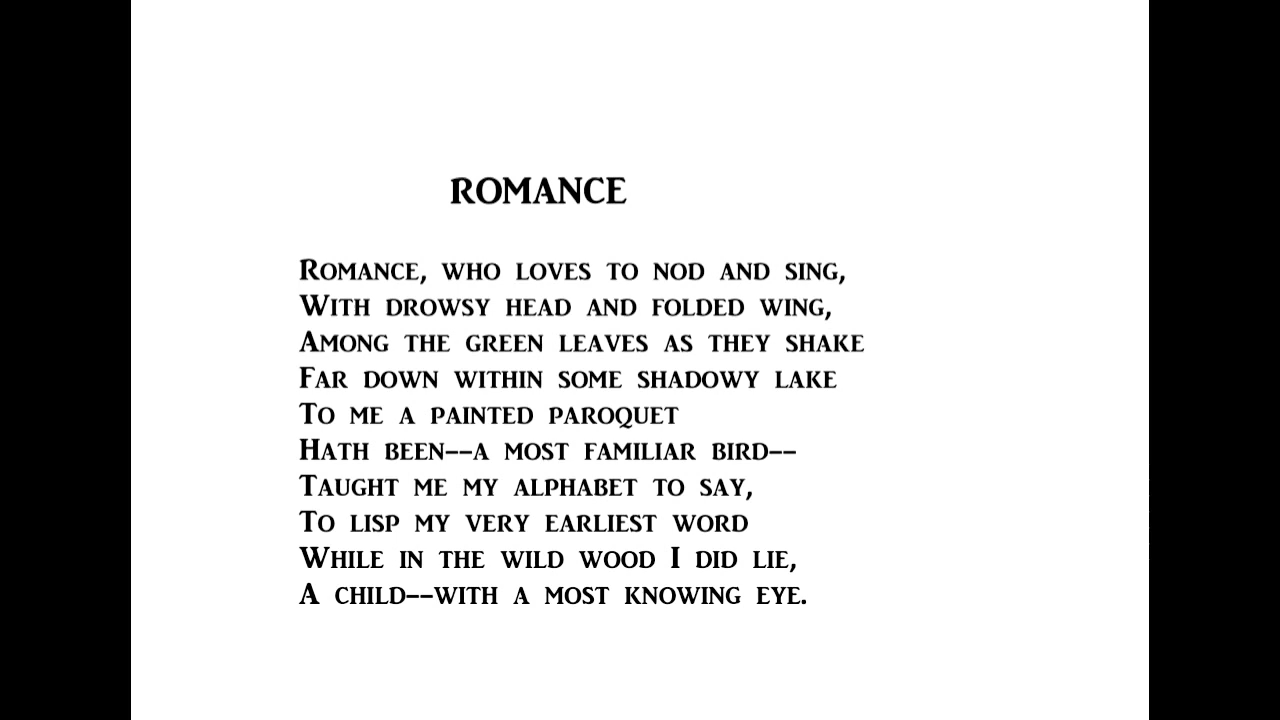 ROMANCE
Romance, who loves to nod and sing,
With drowsy head and folded wing,
Among the green leaves as they shake
Far down within some shadowy lake
To me a painted paroquet
Hath been--a most familiar bird--
Taught me my alphabet to say,
To lisp my very earliest word
While in the wild wood I did lie,
A child--with a most knowing eye.